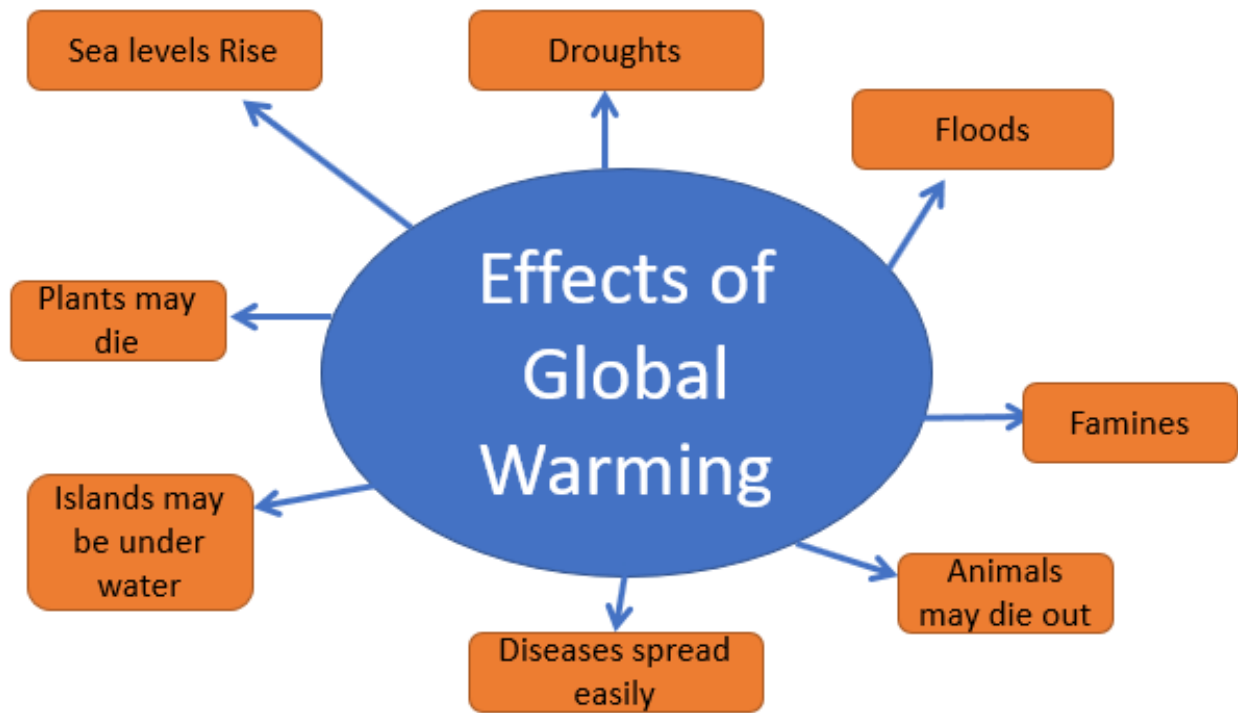 Sea levels Rise
Droughts
Floods
Effects of
Global
Warming
Plants may
die
Famines
Islands may
be under
water
Animals
may die out
Diseases spread
easily